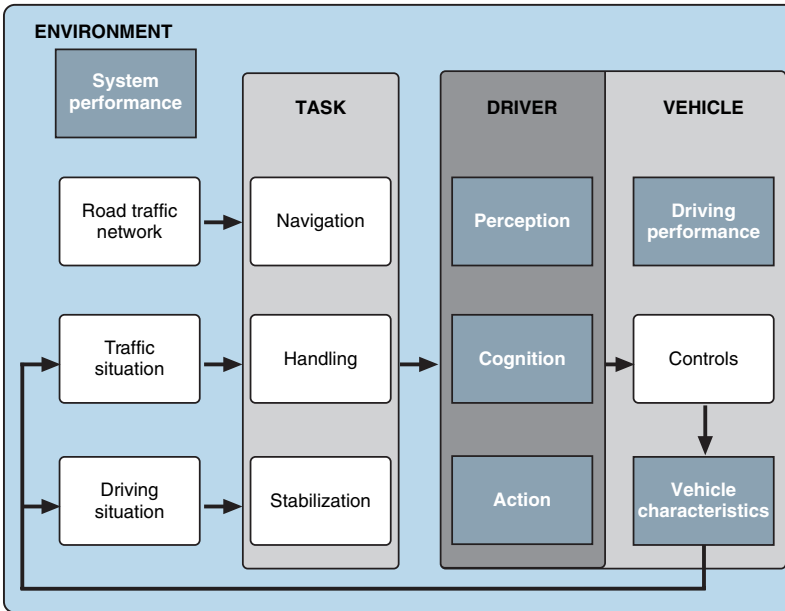 ENVIRONMENT
System
performance
TASK
DRIVER
VEHICLE
Road traffic
network
Navigation
Perception
Driving
performance
Traffic
situation
Handling
Cognition
Controls
Driving
situation
Stabilization
Action
Vehicle
characteristics